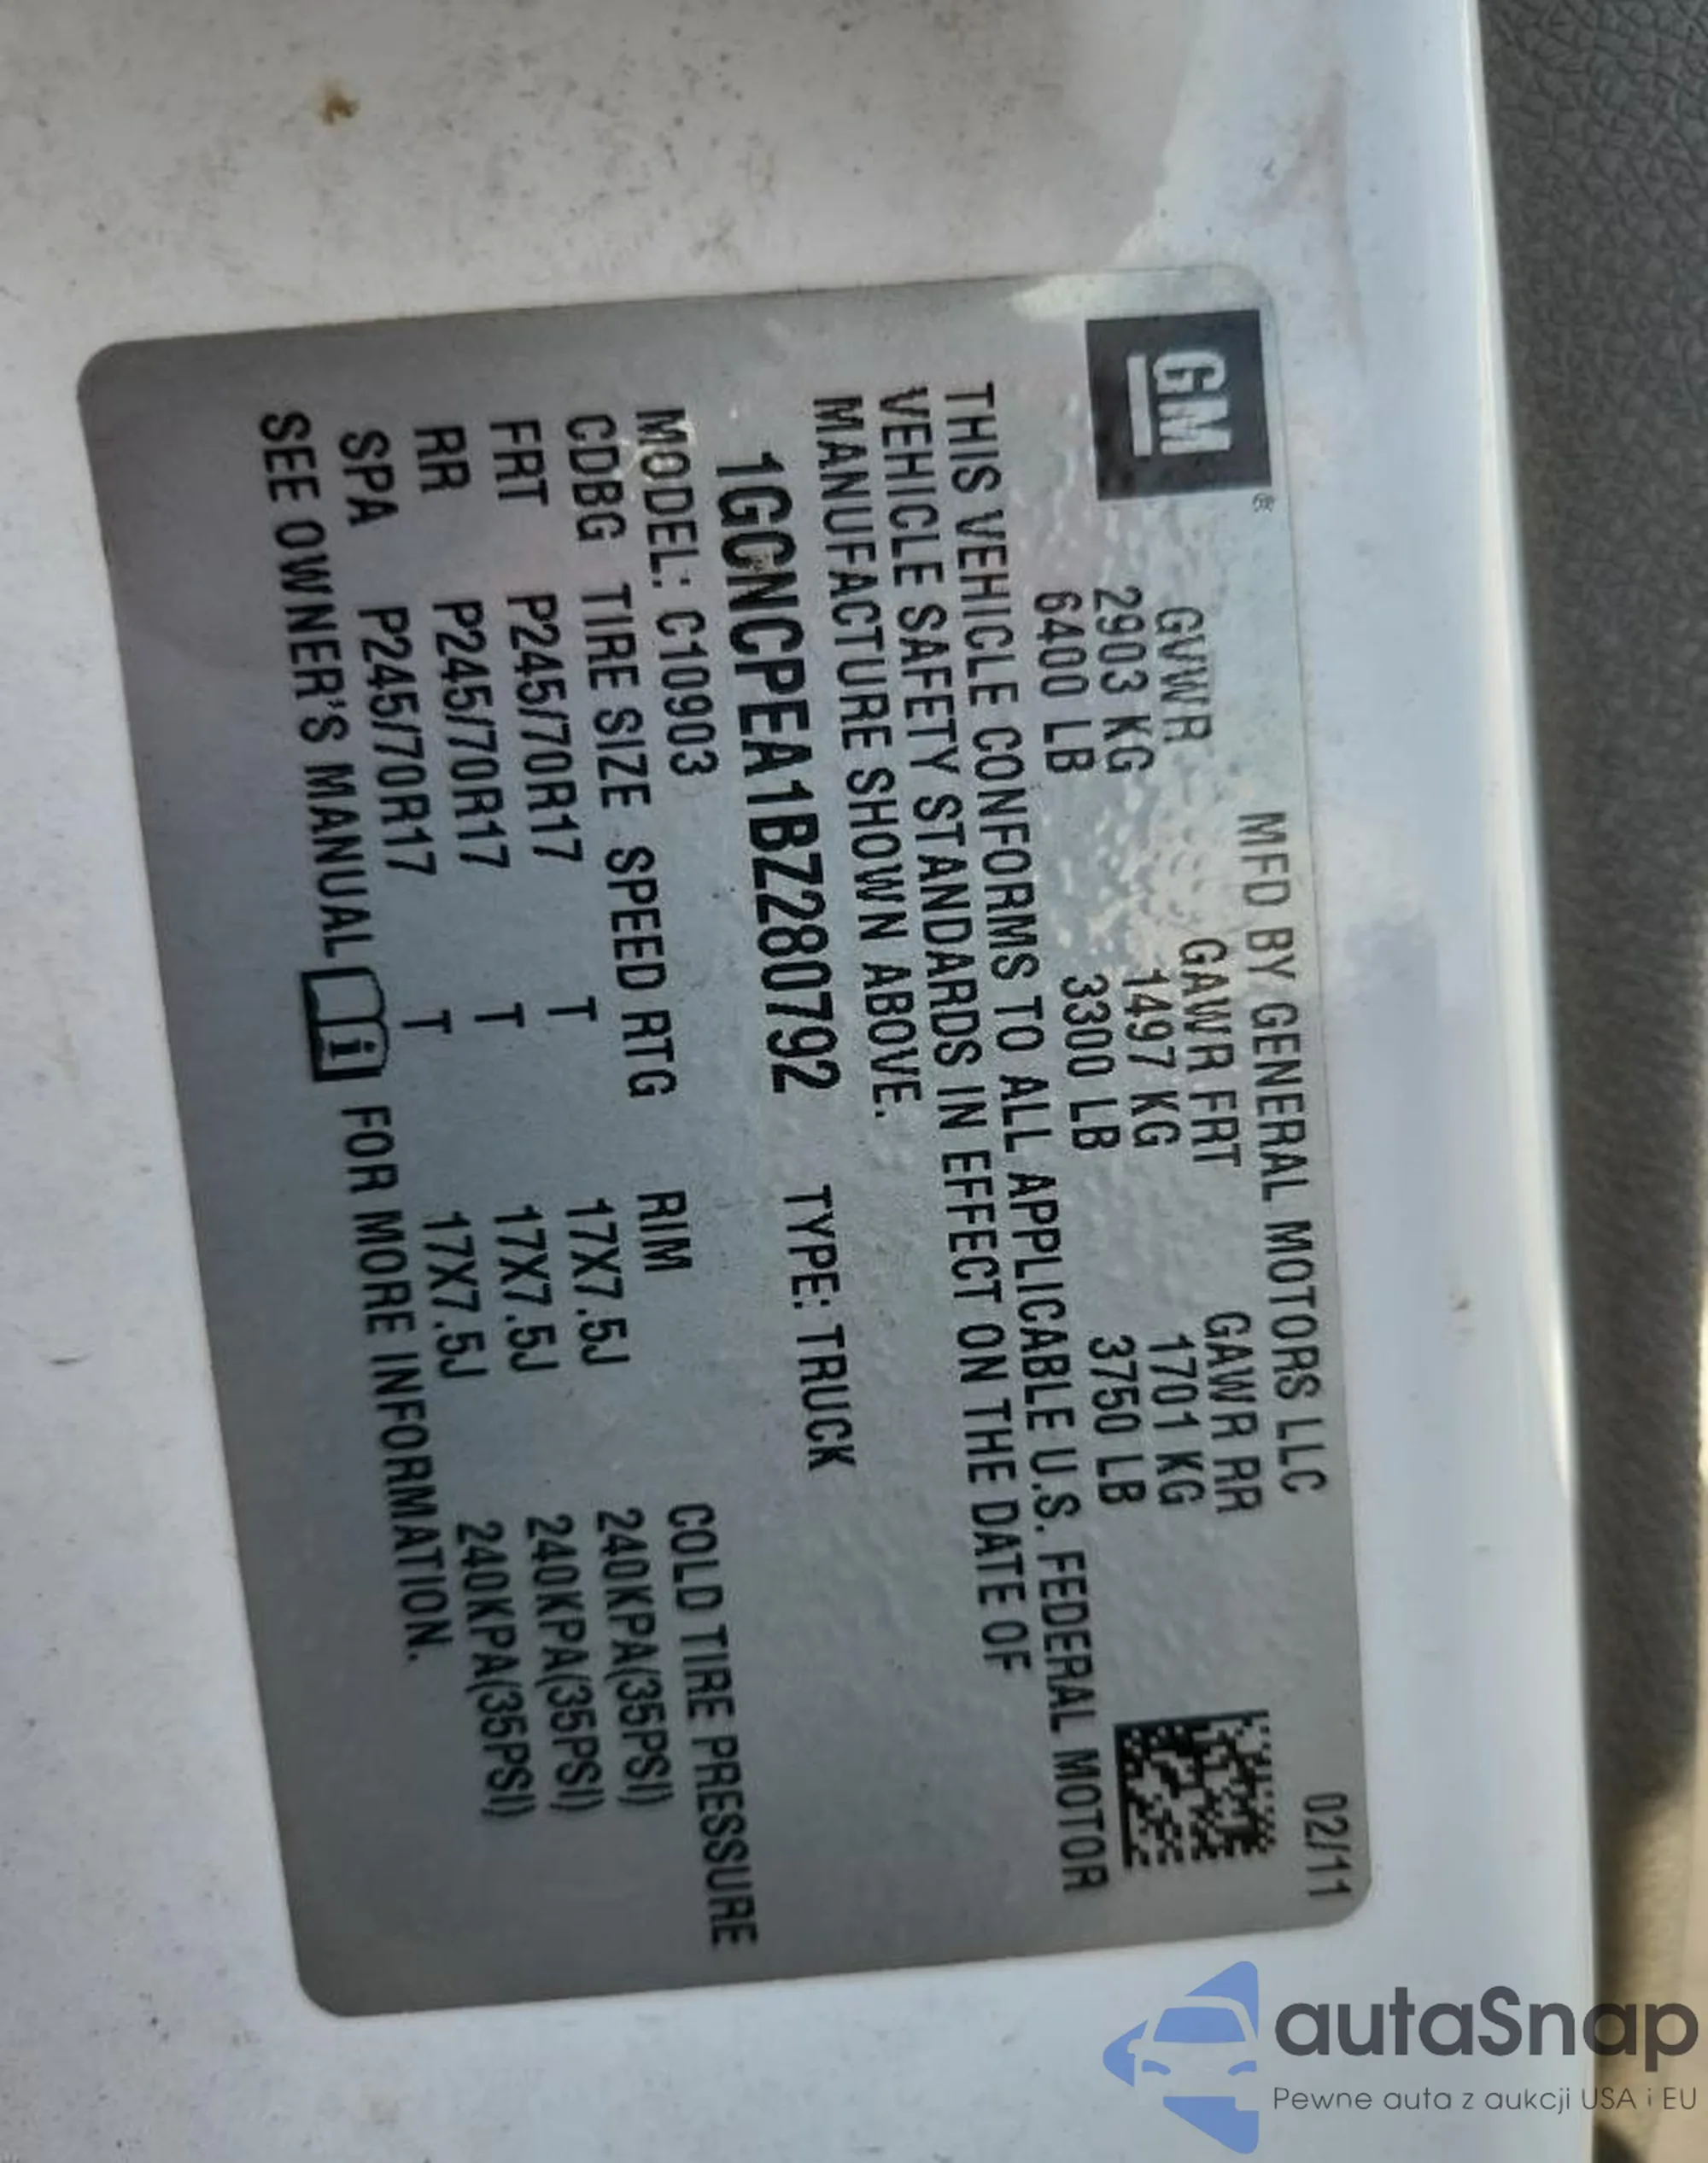 GM
MFD BY GENERAL MOTORS LLC 02/11
GVWR GAWR FRT GAWR RR
2903 KG 1497 KG 1701 KG
6400 LB 3300 LB 3750 LB
THIS VEHICLE CONFORMS TO ALL APPLICABLE U.S. FEDERAL MOTOR
VEHICLE SAFETY STANDARDS IN EFFECT ON THE DATE OF
MANUFACTURE SHOWN ABOVE.
1GCNCPEA1BZ280792 TYPE: TRUCK
MODEL: C10903
CDBG TIRE SIZE SPEED RTG RIM COLD TIRE PRESSURE
FRT P245/70R17 T 17X7.5J 240KPA(35PSI)
RR P245/70R17 T 17X7.5J 240KPA(35PSI)
SPA P245/70R17 T 17X7.5J 240KPA(35PSI)
SEE OWNER'S MANUAL i FOR MORE INFORMATION.
autaSnap
Pewne auta z aukcji USA i EU